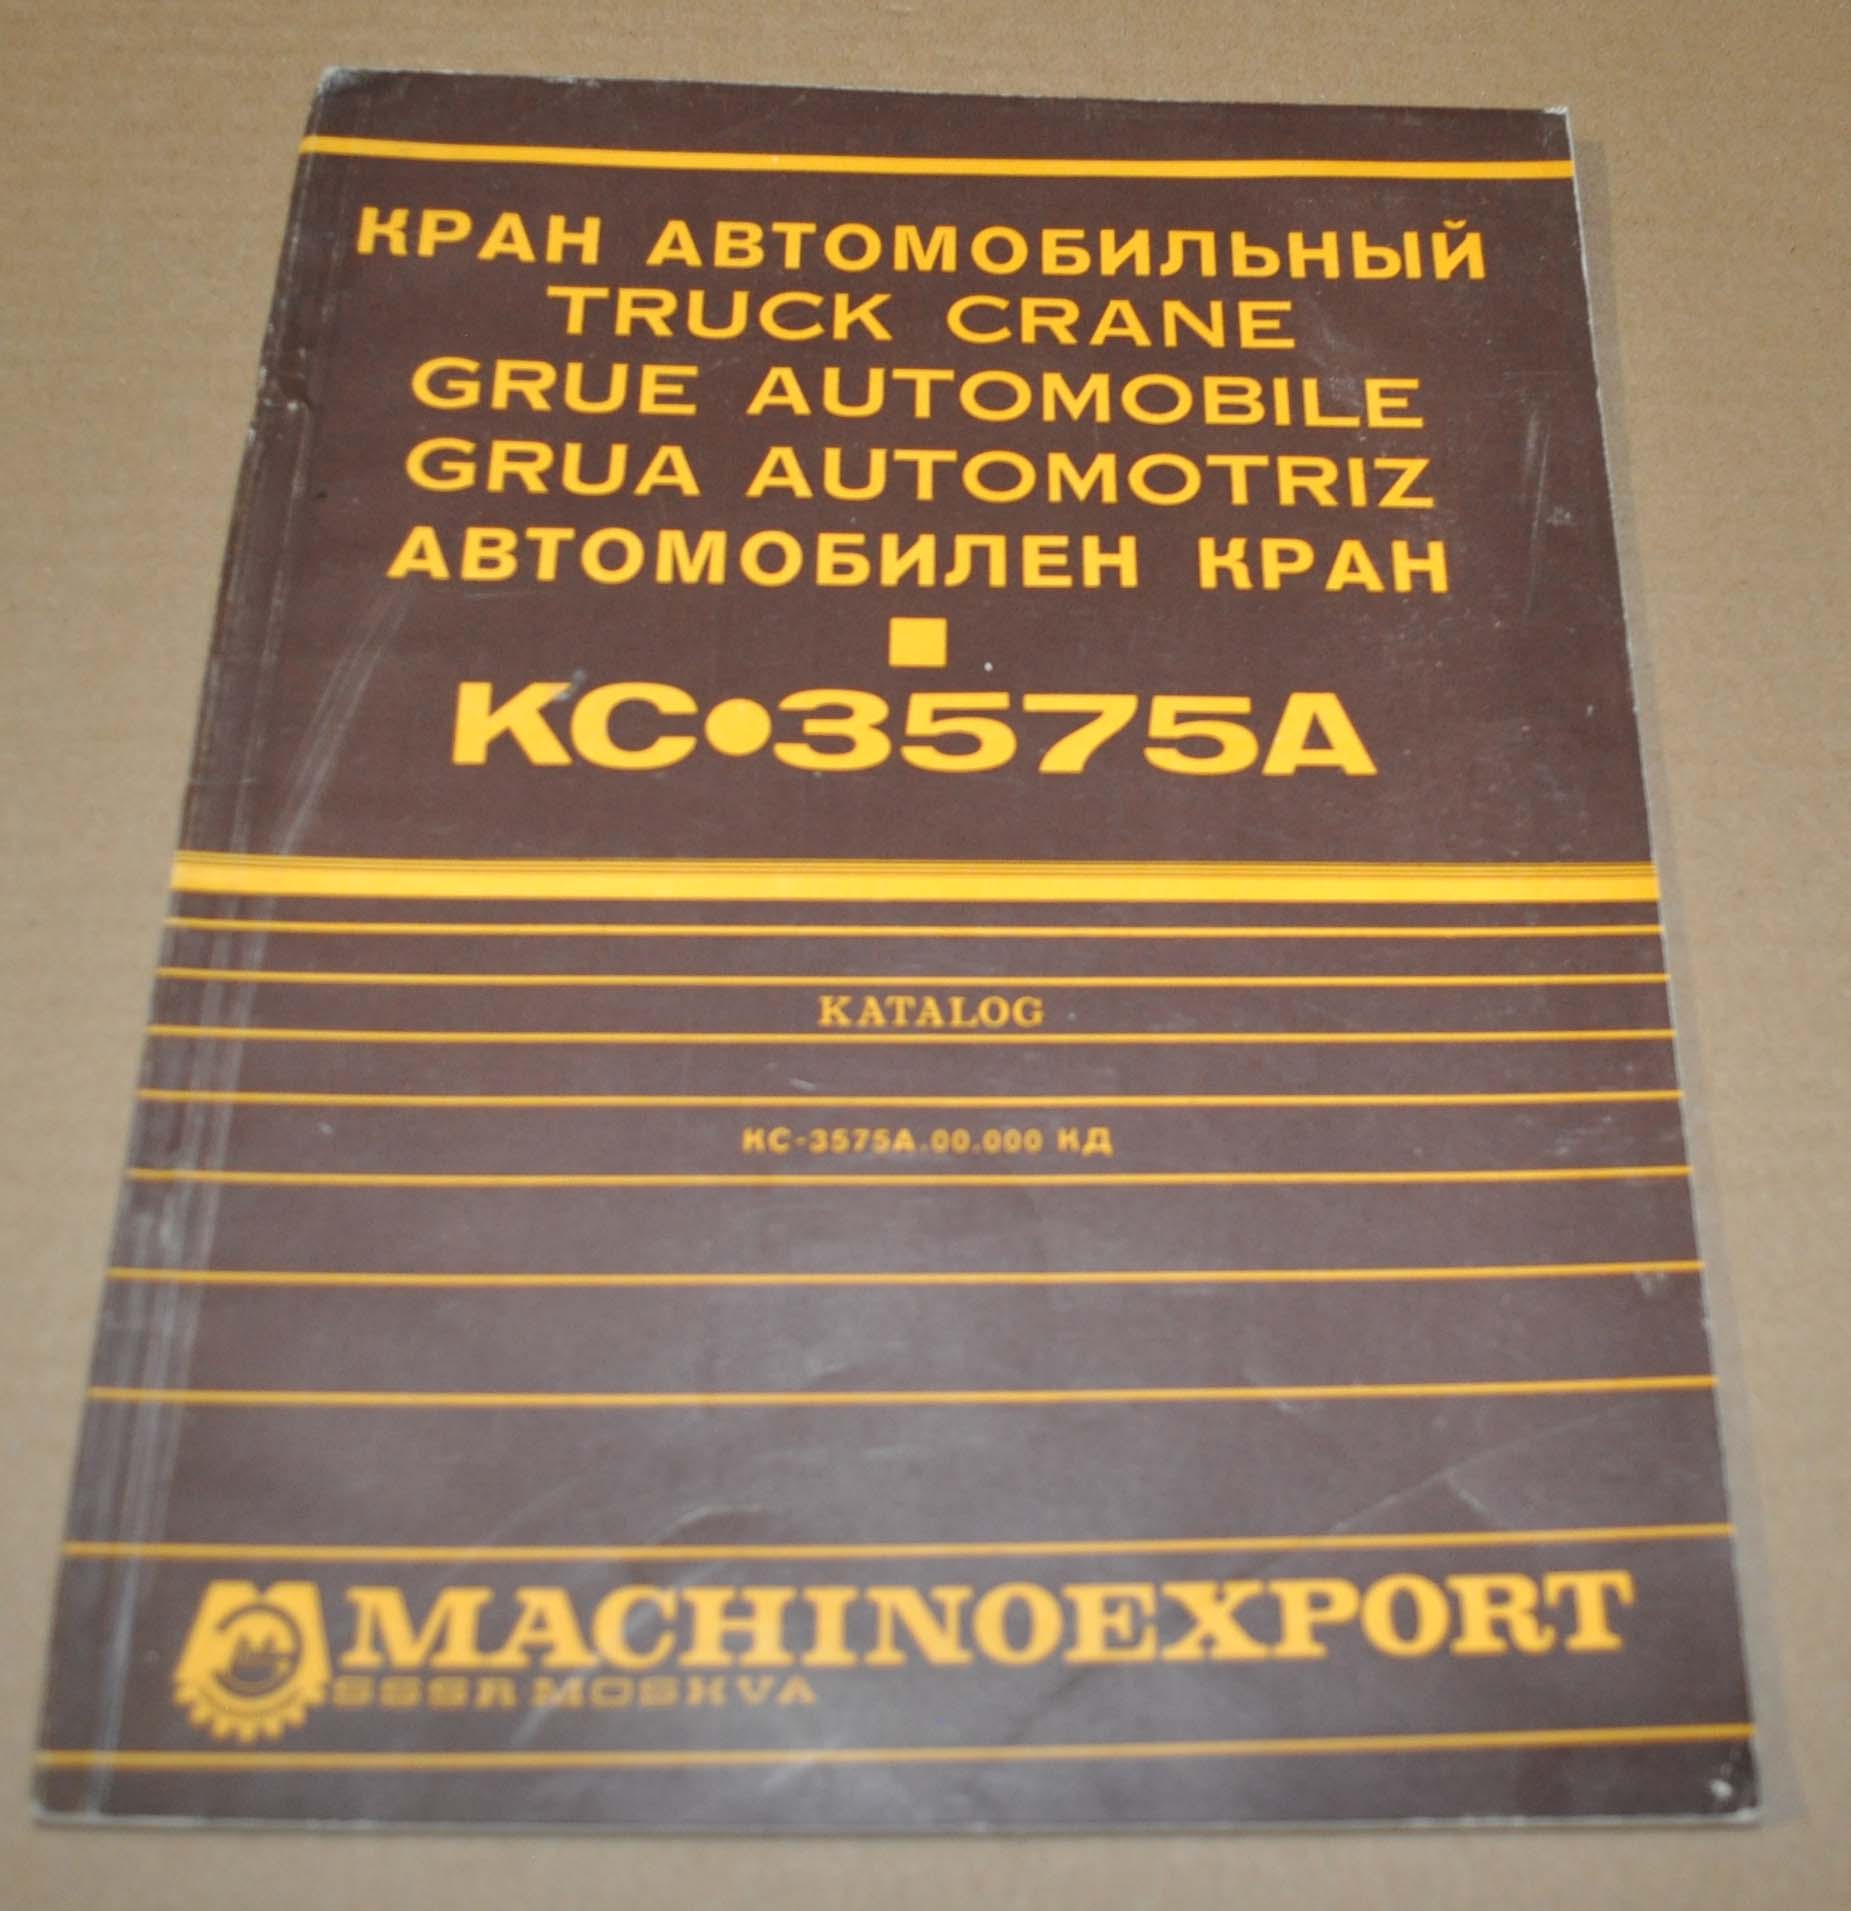 КРАН АВТОМОБИЛЬНЫЙ
TRUCK CRANE
GRUE AUTOMOBILE
GRUA AUTOMOTRIZ
АВТОМОБИЛЕН КРАН
КС•3575А
KATALOG
КС-3575А.00.000 КД
MACHINOEXPORT
SSSR MOSKVA